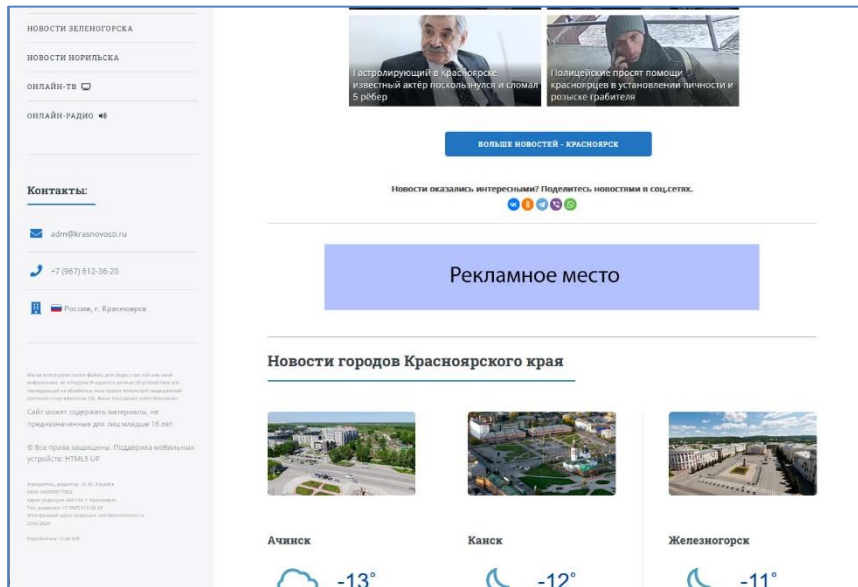 НОВОСТИ ЗЕЛЕНОГОРСКА
НОВОСТИ НОРИЛЬСКА
ОНЛАЙН-ТВ
ОНЛАЙН-РАДИО
Контакты:
adm@krasnovosti.ru
+7 (967) 612-36-20
Россия, г. Красноярск
Сайт может содержать материалы, не
предназначенные для лиц младше 16 лет.
© Все права защищены. Поддержка мобильных
устройств: HTML5 UP
Гастролирующий в Красноярске
известный актёр поскользнулся и сломал
5 рёбер
Полицейские просят помощи
красноярцев в установлении личности и
розыске грабителя
БОЛЬШЕ НОВОСТЕЙ - КРАСНОЯРСК
Новости оказались интересными? Поделитесь новостями в соц.сетях.
Рекламное место
Новости городов Красноярского края
Ачинск
Канск
Железногорск
-13°
-12°
-11°